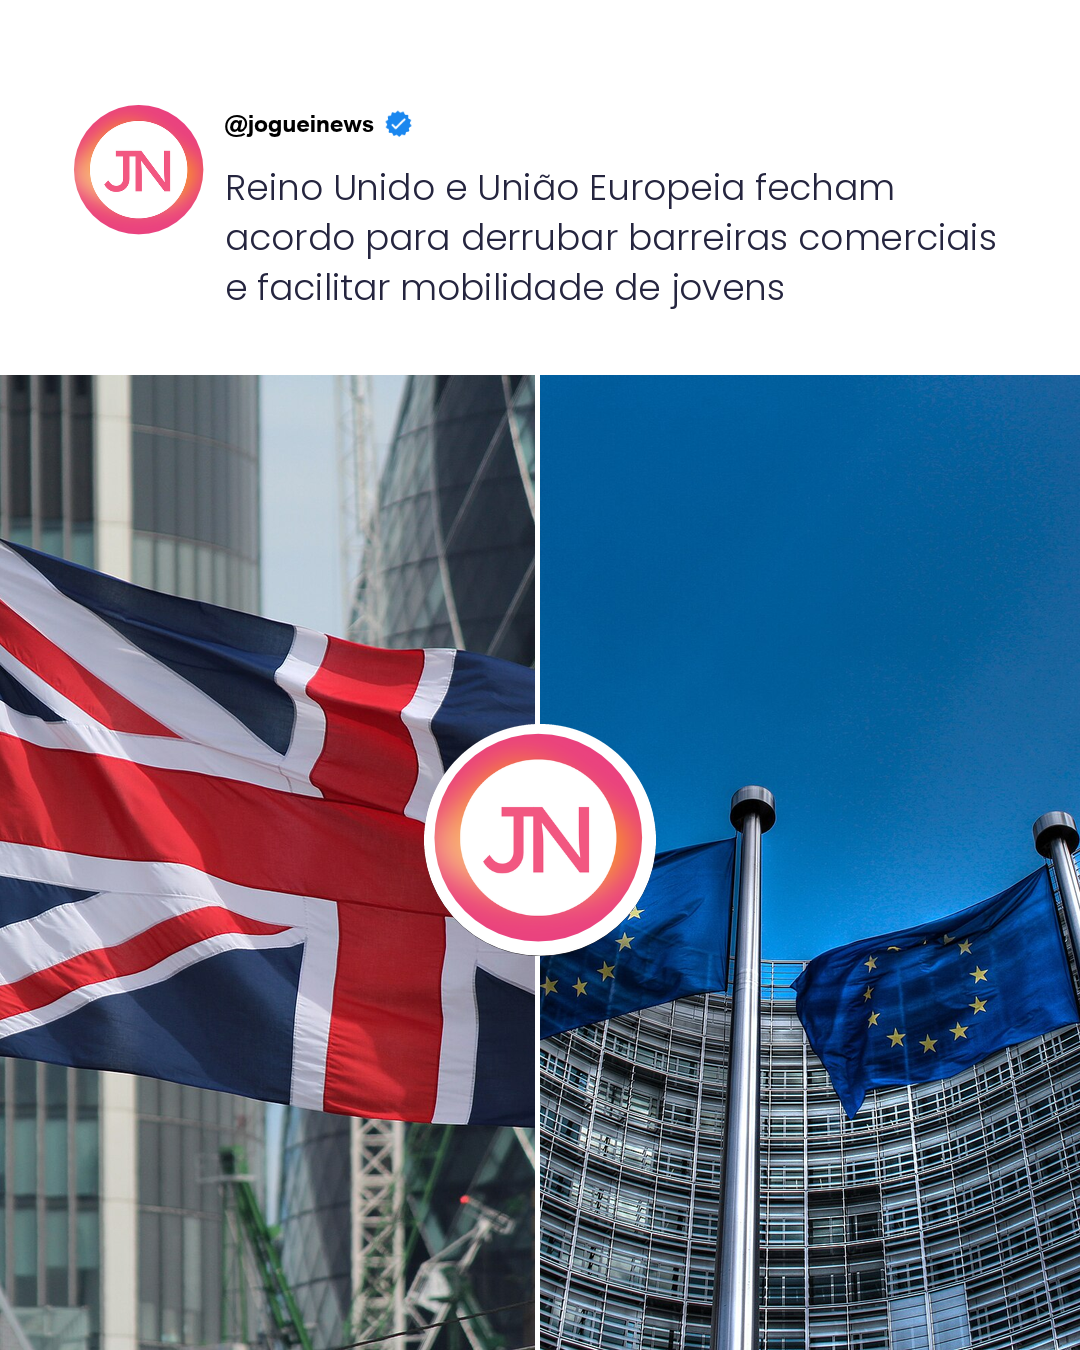 @jogueinews
JN
Reino Unido e União Europeia fecham
acordo para derrubar barreiras comerciais
e facilitar mobilidade de jovens
JN